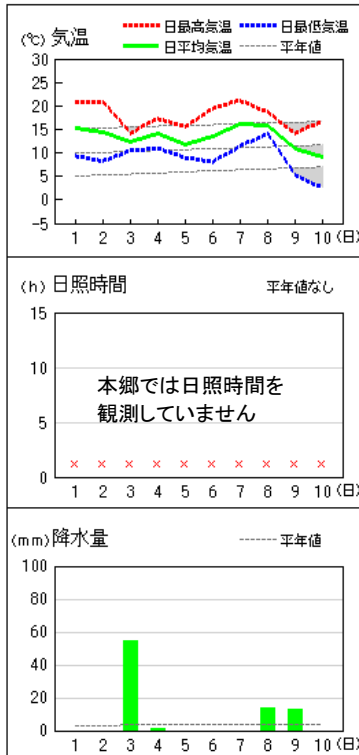 (℃) 気温
日最高気温 日最低気温
日平均気温 平年値
30
25
20
15
10
5
0
-5
1 2 3 4 5 6 7 8 9 10 (日)
(h) 日照時間 平年値なし
15
10
5
0
本郷では日照時間を
観測していません
1 2 3 4 5 6 7 8 9 10 (日)
(mm) 降水量 平年値
100
80
60
40
20
0
1 2 3 4 5 6 7 8 9 10 (日)